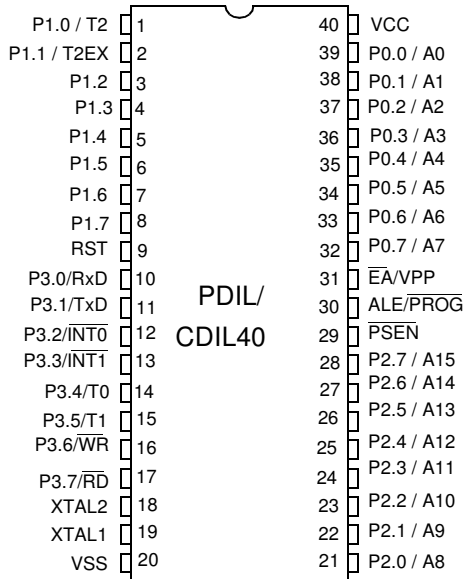 P1.0 / T2 1 40 VCC
P1.1 / T2EX 2 39 P0.0 / A0
P1.2 3 38 P0.1 / A1
P1.3 4 37 P0.2 / A2
P1.4 5 36 P0.3 / A3
P1.5 6 35 P0.4 / A4
P1.6 7 34 P0.5 / A5
P1.7 8 33 P0.6 / A6
RST 9 32 P0.7 / A7
P3.0/RxD 10 31 E̅A̅/VPP
P3.1/TxD 11 PDIL/ 30 ALE/P̅R̅O̅G̅
P3.2/I̅N̅T̅0̅ 12 CDIL40 29 P̅S̅E̅N̅
P3.3/I̅N̅T̅1̅ 13 28 P2.7 / A15
P3.4/T0 14 27 P2.6 / A14
P3.5/T1 15 26 P2.5 / A13
P3.6/W̅R̅ 16 25 P2.4 / A12
P3.7/R̅D̅ 17 24 P2.3 / A11
XTAL2 18 23 P2.2 / A10
XTAL1 19 22 P2.1 / A9
VSS 20 21 P2.0 / A8